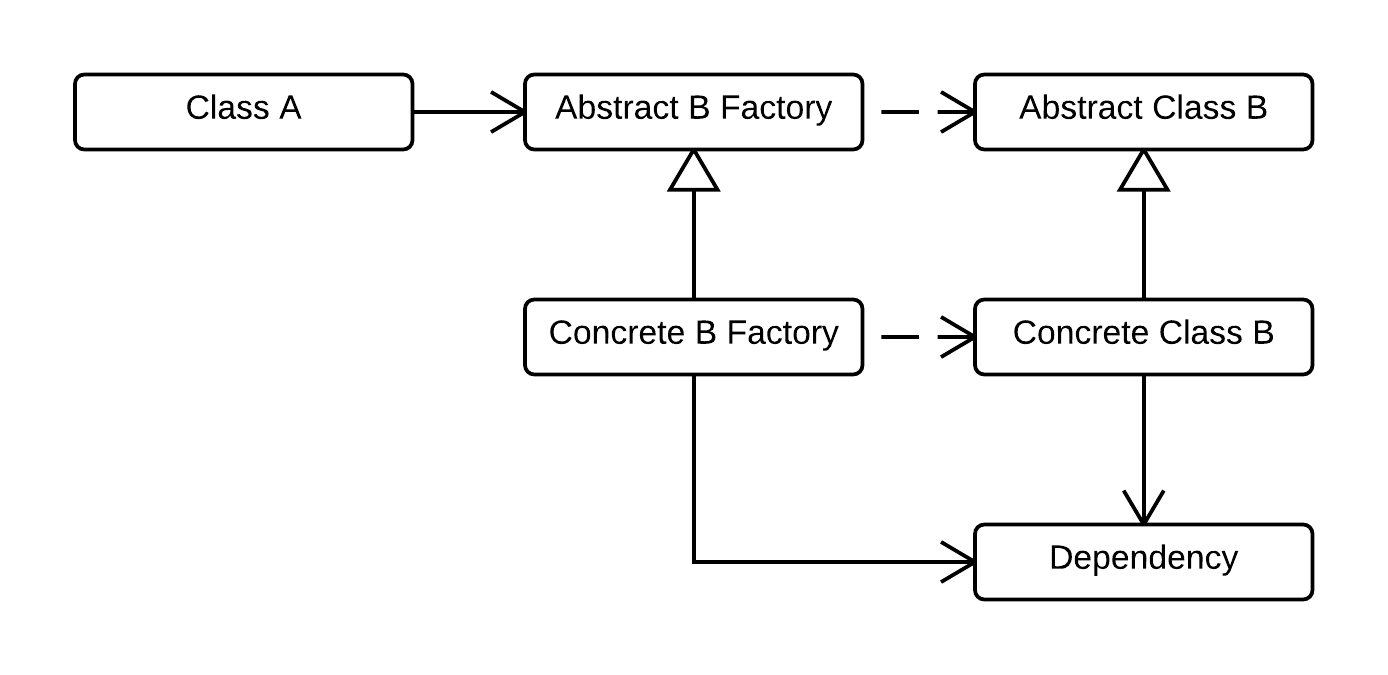 Class A
Abstract B Factory
Abstract Class B
Concrete B Factory
Concrete Class B
Dependency